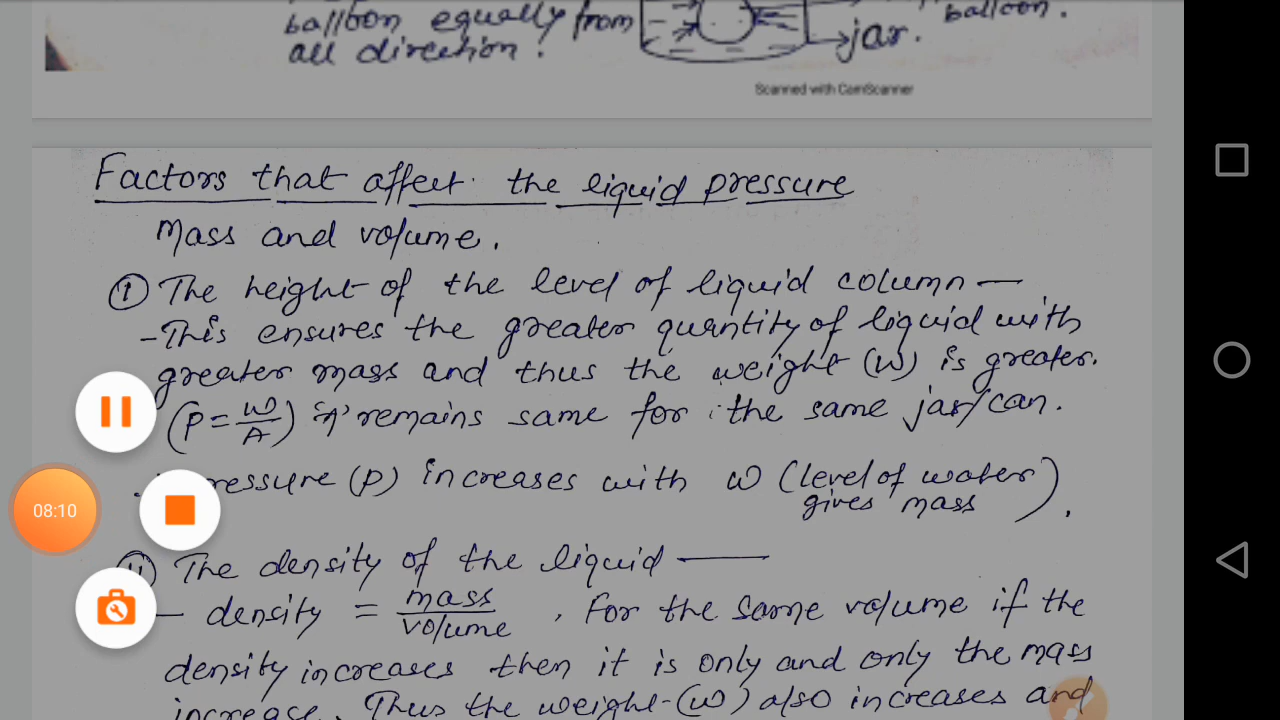 balloon equally from
all direction.
jar.
balloon.
Scanned with CamScanner
Factors that affect the liquid pressure
Mass and volume.
① The height of the level of liquid column —
- This ensures the greater quantity of liquid with
greater mass and thus the weight (W) is greater.
(P = W/A) 'A' remains same for the same jar/can.
ressure (P) increases with W (level of water
gives mass).
The density of the liquid —
- density = mass/volume , For the same volume if the
density increases then it is only and only the mass
increase. Thus the weight (W) also increases and
08:10